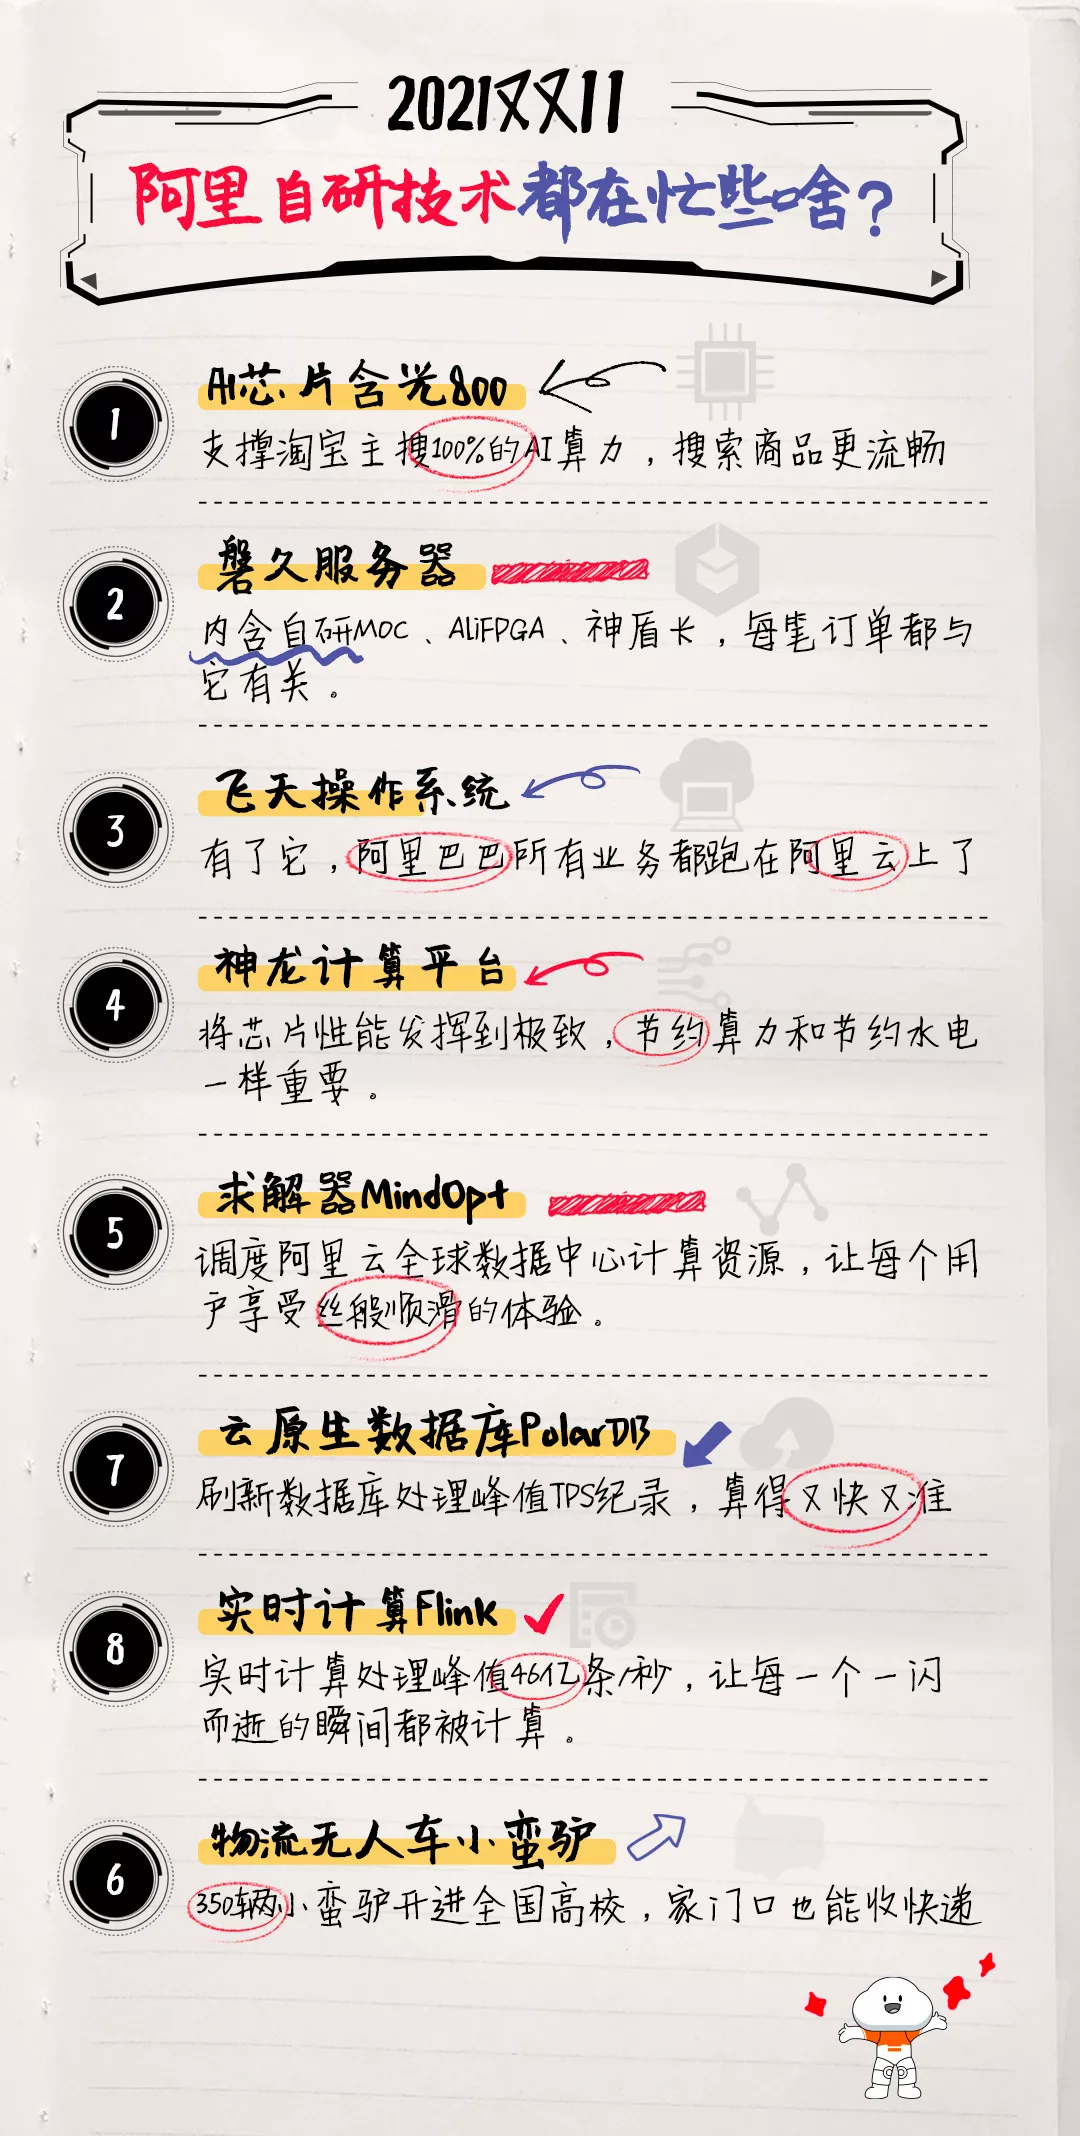 2021双双11
阿里自研技术都在忙些啥?
1
AI芯片含光800
支撑淘宝主搜100%的AI算力，搜索商品更流畅
2
磐久服务器
内含自研MOC、ALiFPGA、神盾长，每笔订单都与
它有关。
3
飞天操作系统
有了它，阿里巴巴所有业务都跑在阿里云上了
4
神龙计算平台
将芯片性能发挥到极致，节约算力和节约水电
一样重要。
5
求解器MindOpt
调度阿里云全球数据中心计算资源，让每个用
户享受丝般顺滑的体验。
7
云原生数据库PolarDB
刷新数据库处理峰值TPS纪录，算得又快又准
8
实时计算Flink
实时计算处理峰值46亿条/秒，让每一个一闪
而逝的瞬间都被计算。
6
物流无人车小蛮驴
350辆小蛮驴开进全国高校，家门口也能收快递